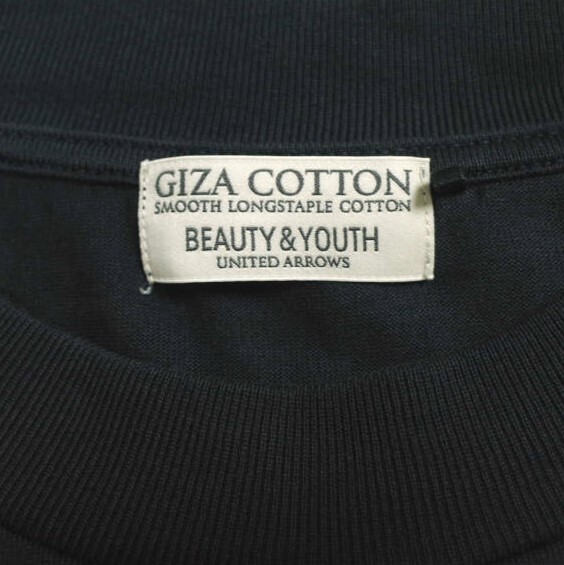 GIZA COTTON
SMOOTH LONGSTAPLE COTTON
BEAUTY & YOUTH
UNITED ARROWS